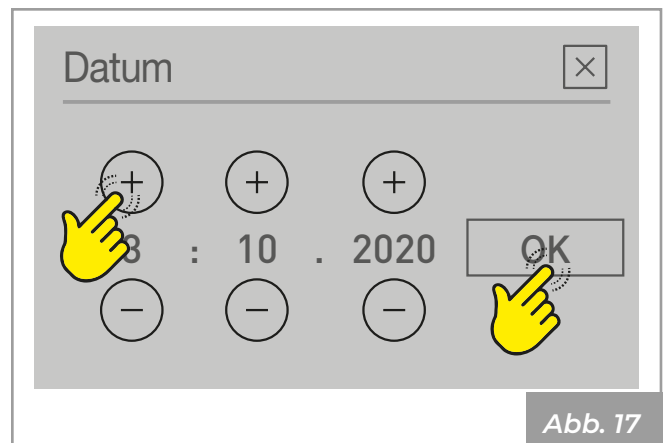 Datum
+ + +
: 10 . 2020 OK
− − −
Abb. 17